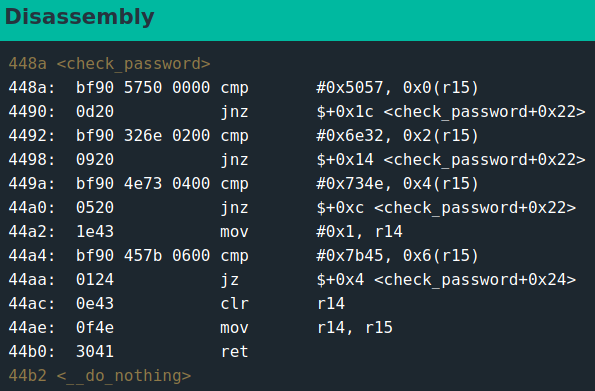 Disassembly
448a <check_password>
448a:  bf90 5750 0000 cmp       #0x5057, 0x0(r15)
4490:  0d20           jnz       $+0x1c <check_password+0x22>
4492:  bf90 326e 0200 cmp       #0x6e32, 0x2(r15)
4498:  0920           jnz       $+0x14 <check_password+0x22>
449a:  bf90 4e73 0400 cmp       #0x734e, 0x4(r15)
44a0:  0520           jnz       $+0xc <check_password+0x22>
44a2:  1e43           mov       #0x1, r14
44a4:  bf90 457b 0600 cmp       #0x7b45, 0x6(r15)
44aa:  0124           jz        $+0x4 <check_password+0x24>
44ac:  0e43           clr       r14
44ae:  0f4e           mov       r14, r15
44b0:  3041           ret
44b2 <__do_nothing>